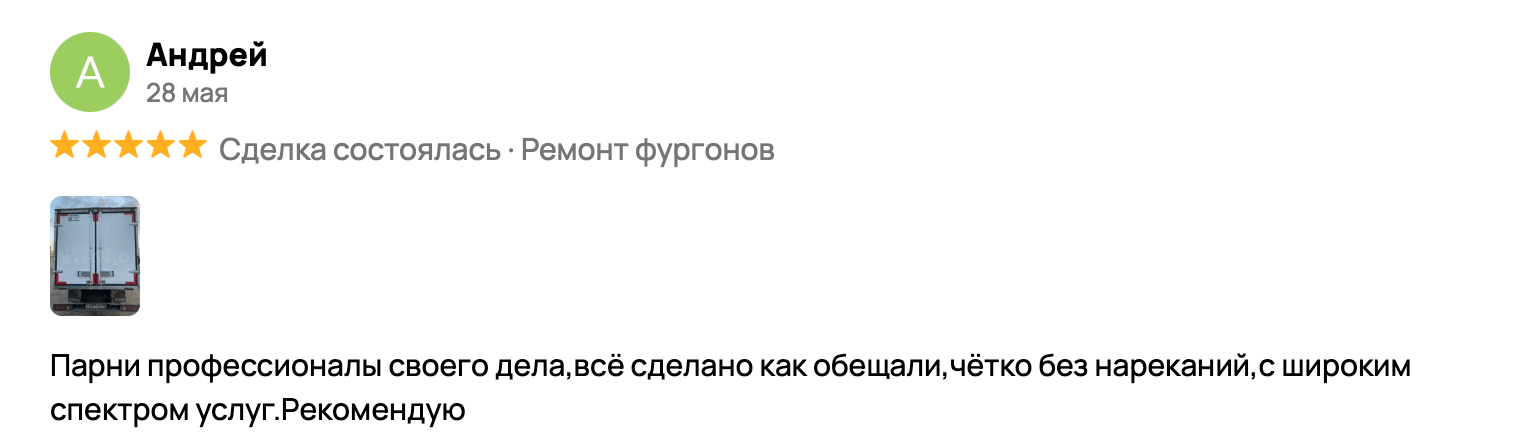 А
Андрей
28 мая
Сделка состоялась · Ремонт фургонов
Парни профессионалы своего дела,всё сделано как обещали,чётко без нареканий,с широким
спектром услуг.Рекомендую